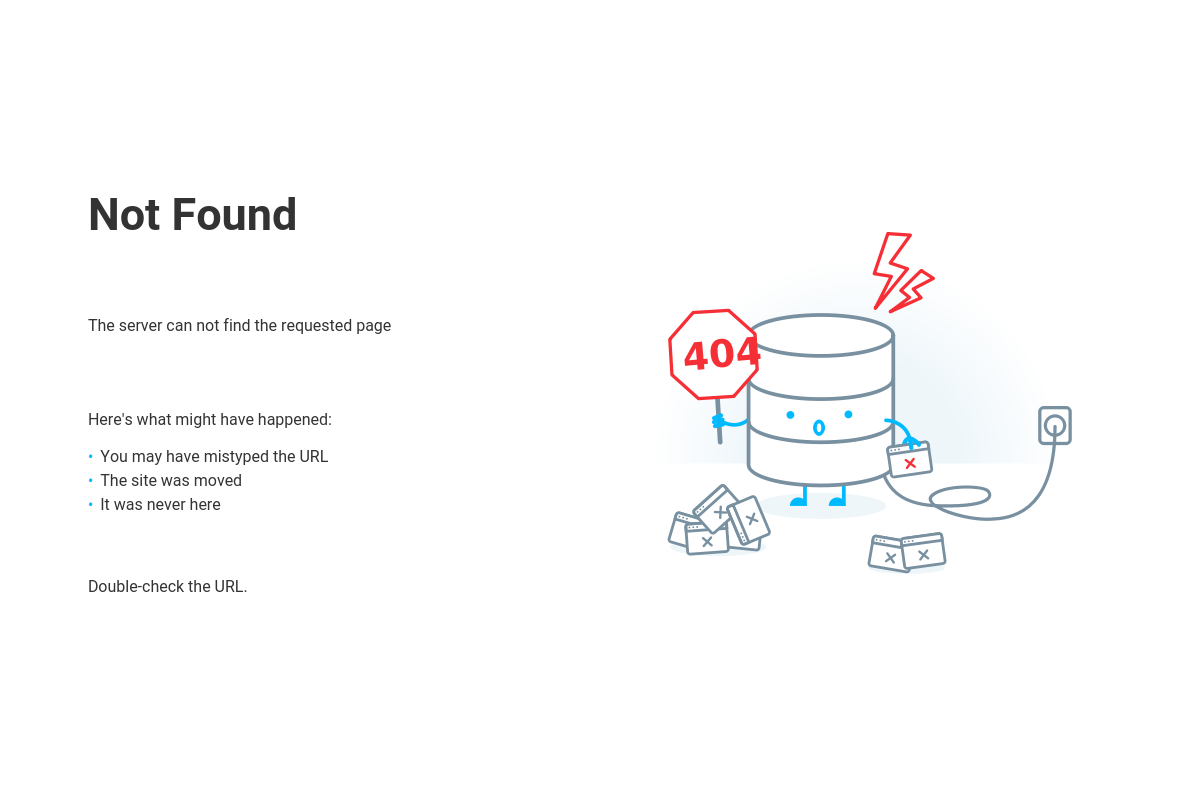 Not Found
The server can not find the requested page
Here's what might have happened:
• You may have mistyped the URL
• The site was moved
• It was never here
Double-check the URL.
404